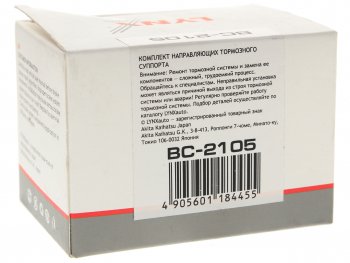 LYNX
BC-2105
КОМПЛЕКТ НАПРАВЛЯЮЩИХ ТОРМОЗНОГО
СУППОРТА
Внимание: Ремонт тормозной системы и замена ее
компонентов – сложный, трудоемкий процесс.
Обращайтесь к специалистам. Неправильная установка
может являться причиной выхода из строя тормозной
системы или аварии! Регулярно проверяйте работу
тормозной системы. Подбор деталей осуществляйте по
каталогу LYNXauto.
© LYNXauto – зарегистрированный товарный знак
Akita Kaihatsu Japan
Akita Kaihatsu G.K., 3-8-413, Роппонги 7-чоме, Минато-ку,
Токио 106-0032 Япония
BC-2105
4 905601 184455